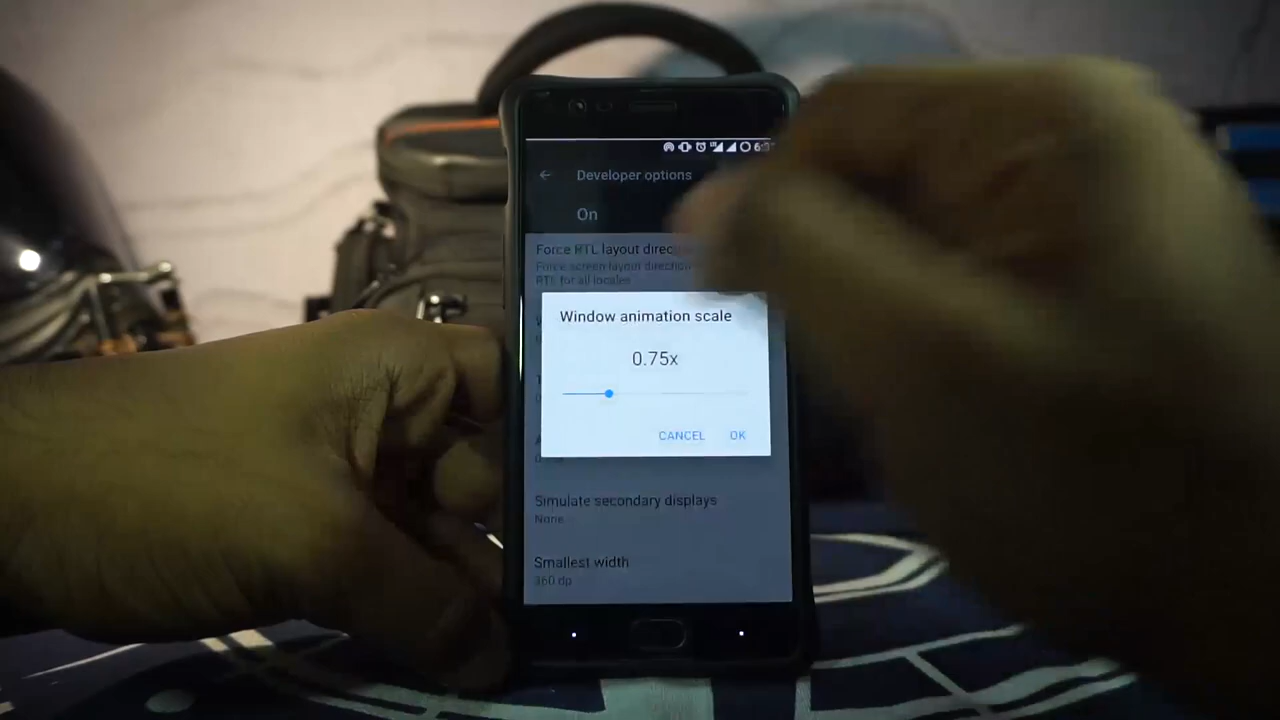 Developer options
On
Force RTL layout direc
Force screen layout direction
RTL for all locales
Window animation scale
0.75x
CANCEL
OK
Simulate secondary displays
None
Smallest width
360 dp